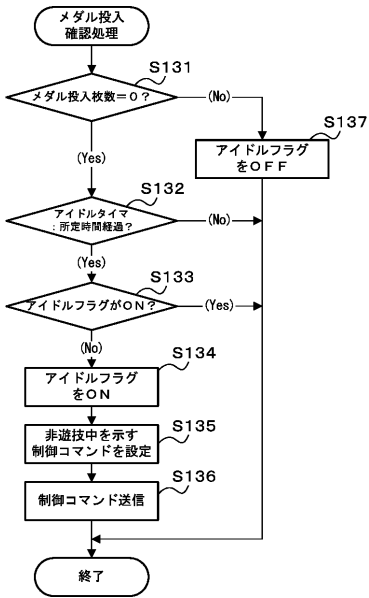 メダル投入
確認処理
S131
メダル投入枚数=0?
(No)
S137
アイドルフラグ
をOFF
(Yes)
S132
アイドルタイマ
:所定時間経過?
(No)
(Yes)
S133
アイドルフラグがON?
(Yes)
(No)
S134
アイドルフラグ
をON
S135
非遊技中を示す
制御コマンドを設定
S136
制御コマンド送信
終了